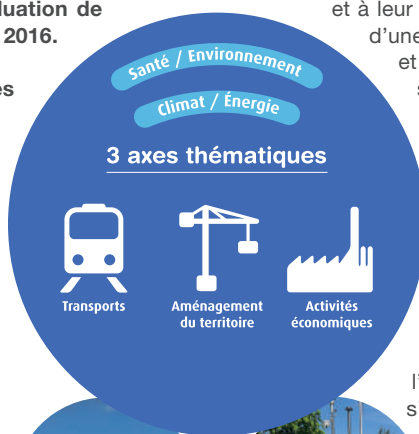 luation de
2016.
es
et à leur
d'une
et
s
Santé / Environnement
Climat / Énergie
3 axes thématiques
Transports
Aménagement
du territoire
Activités
économiques
l'
s